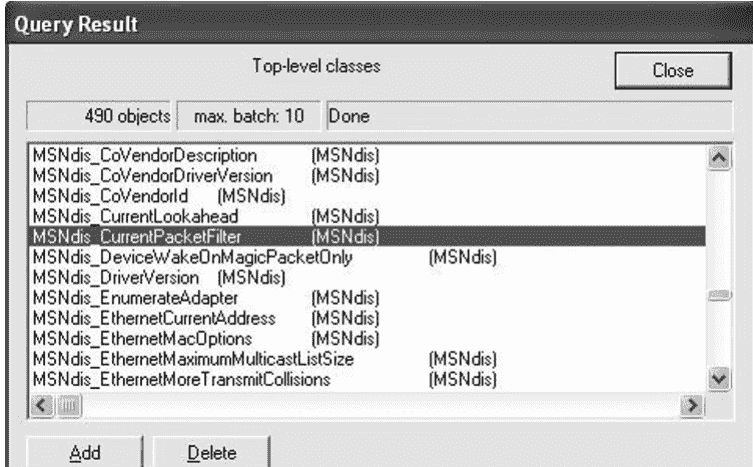 Query Result
Top-level classes
Close
490 objects max. batch: 10 Done
MSNdis_CoVendorDescription (MSNdis)
MSNdis_CoVendorDriverVersion (MSNdis)
MSNdis_CoVendorId (MSNdis)
MSNdis_CurrentLookahead (MSNdis)
MSNdis_CurrentPacketFilter (MSNdis)
MSNdis_DeviceWakeOnMagicPacketOnly (MSNdis)
MSNdis_DriverVersion (MSNdis)
MSNdis_EnumerateAdapter (MSNdis)
MSNdis_EthernetCurrentAddress (MSNdis)
MSNdis_EthernetMacOptions (MSNdis)
MSNdis_EthernetMaximumMulticastListSize (MSNdis)
MSNdis_EthernetMoreTransmitCollisions (MSNdis)
Add Delete